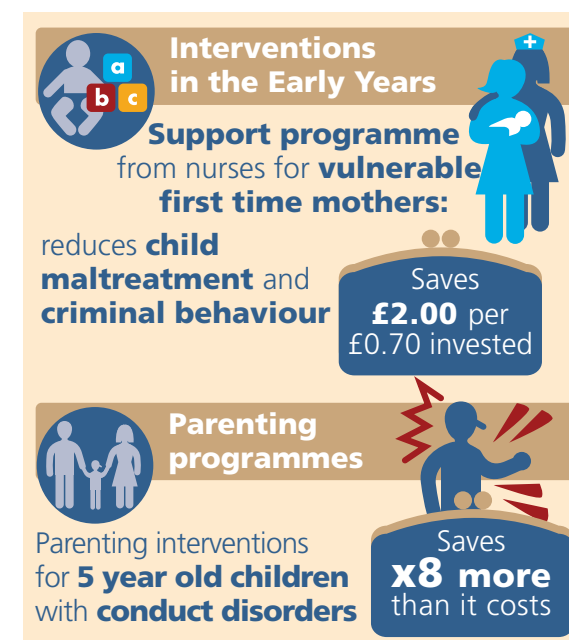 Interventions
in the Early Years
a
b c
Support programme
from nurses for vulnerable
first time mothers:
reduces child
maltreatment and
criminal behaviour
Saves
£2.00 per
£0.70 invested
Parenting
programmes
Parenting interventions
for 5 year old children
with conduct disorders
Saves
x8 more
than it costs